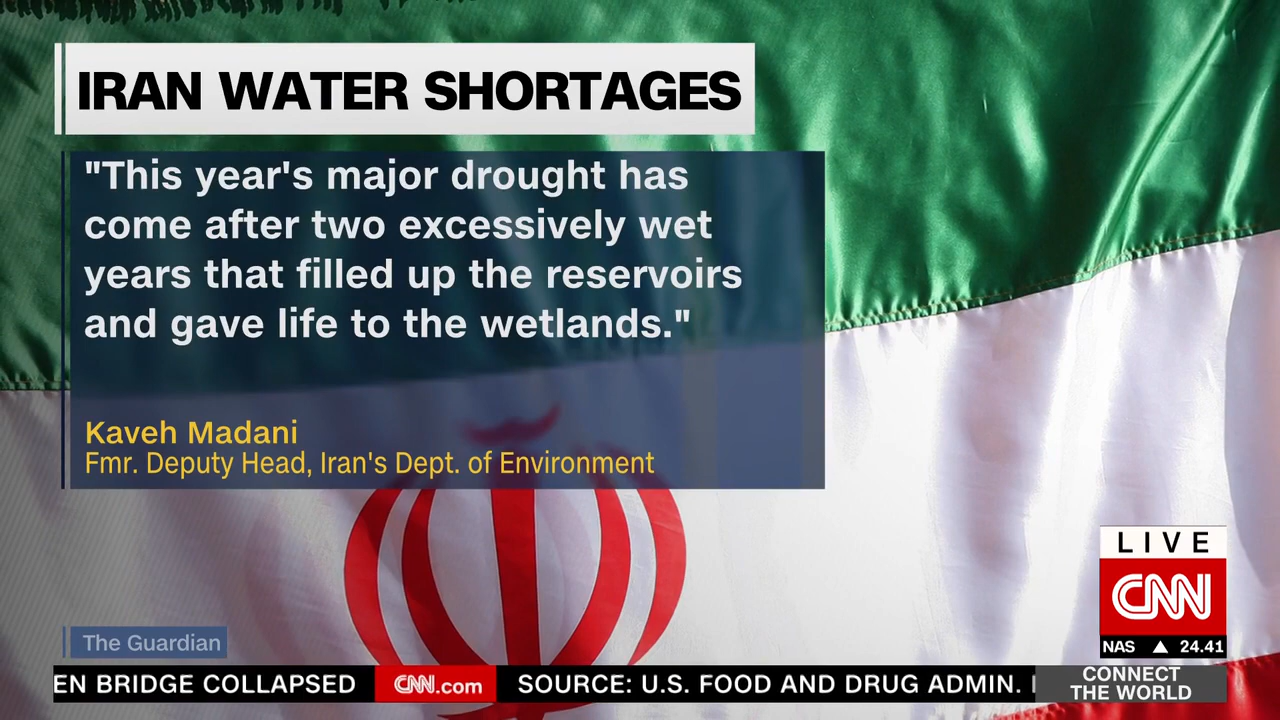 IRAN WATER SHORTAGES
"This year's major drought has
come after two excessively wet
years that filled up the reservoirs
and gave life to the wetlands."
Kaveh Madani
Fmr. Deputy Head, Iran's Dept. of Environment
LIVE
CNN
NAS ▲ 24.41
The Guardian
EN BRIDGE COLLAPSED CNN.com SOURCE: U.S. FOOD AND DRUG ADMIN.
CONNECT
THE WORLD